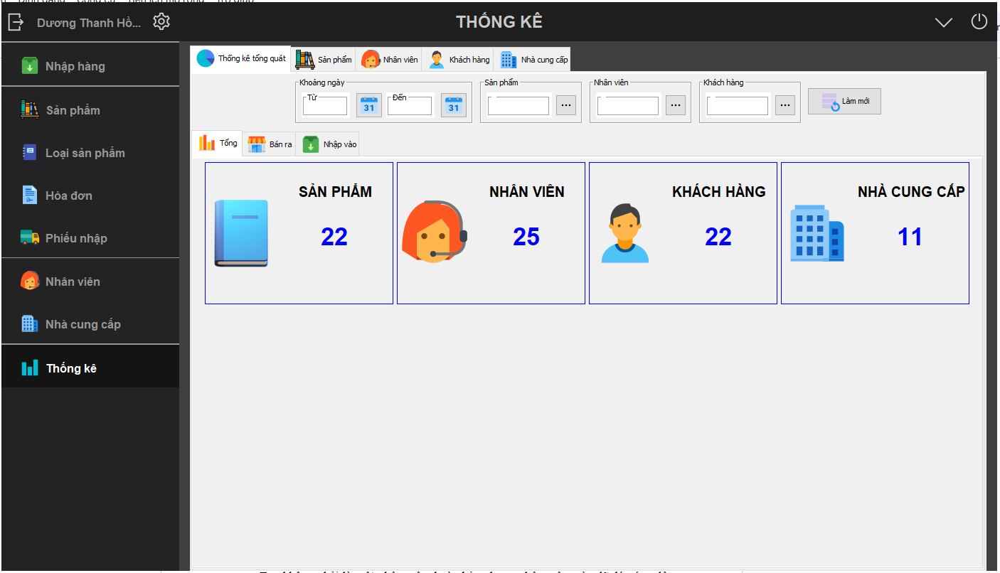 Dương Thanh Hồ...
THỐNG KÊ
Nhập hàng
Sản phẩm
Loại sản phẩm
Hóa đơn
Phiếu nhập
Nhân viên
Nhà cung cấp
Thống kê
Thống kê tổng quát Sản phẩm Nhân viên Khách hàng Nhà cung cấp
Khoảng ngày Sản phẩm Nhân viên Khách hàng
Từ 31 Đến 31 ... ... ... Làm mới
Tổng Bán ra Nhập vào
SẢN PHẨM NHÂN VIÊN KHÁCH HÀNG NHÀ CUNG CẤP
22 25 22 11